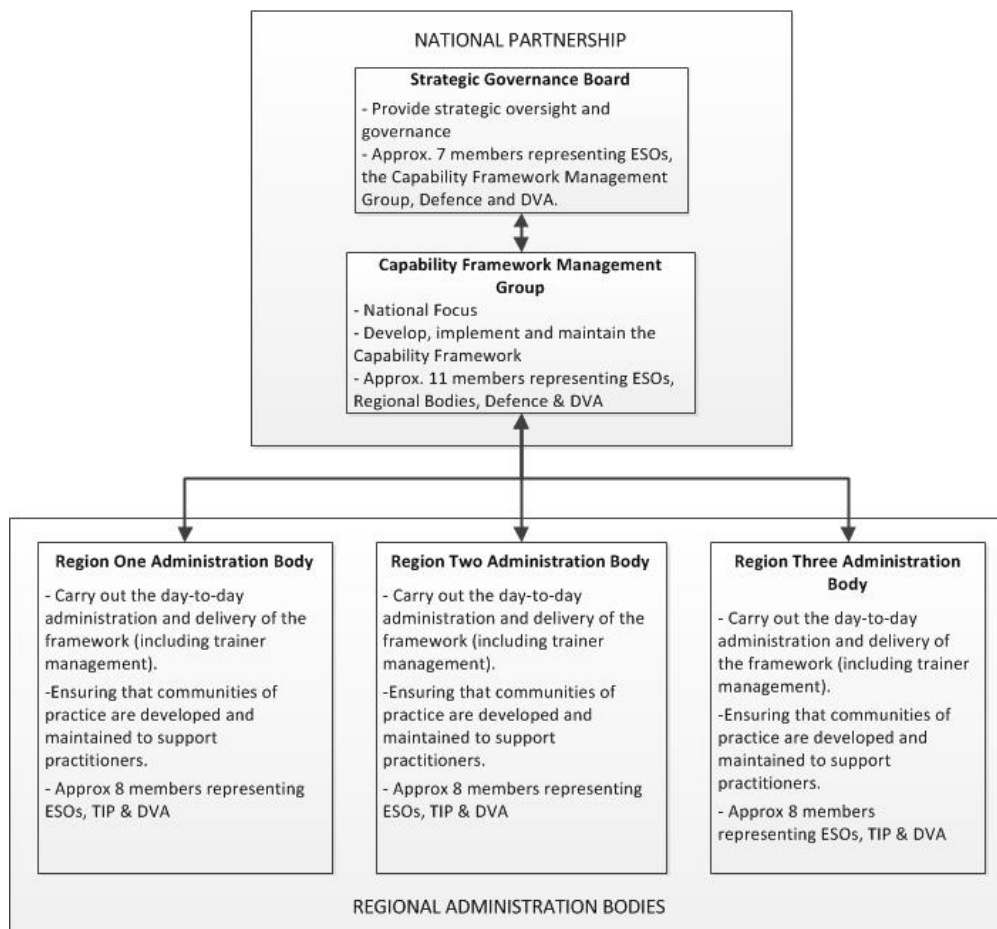 NATIONAL PARTNERSHIP
Strategic Governance Board
- Provide strategic oversight and
governance
- Approx. 7 members representing ESOs,
the Capability Framework Management
Group, Defence and DVA.
Capability Framework Management
Group
- National Focus
- Develop, implement and maintain the
Capability Framework
- Approx. 11 members representing ESOs,
Regional Bodies, Defence & DVA
Region One Administration Body
- Carry out the day-to-day
administration and delivery of the
framework (including trainer
management).
-Ensuring that communities of
practice are developed and
maintained to support
practitioners.
- Approx 8 members representing
ESOs, TIP & DVA
Region Two Administration Body
- Carry out the day-to-day
administration and delivery of the
framework (including trainer
management).
-Ensuring that communities of
practice are developed and
maintained to support
practitioners.
- Approx 8 members representing
ESOs, TIP & DVA
Region Three Administration
Body
- Carry out the day-to-day
administration and delivery of
the framework (including trainer
management).
-Ensuring that communities of
practice are developed and
maintained to support
practitioners.
- Approx 8 members
representing ESOs, TIP & DVA
REGIONAL ADMINISTRATION BODIES